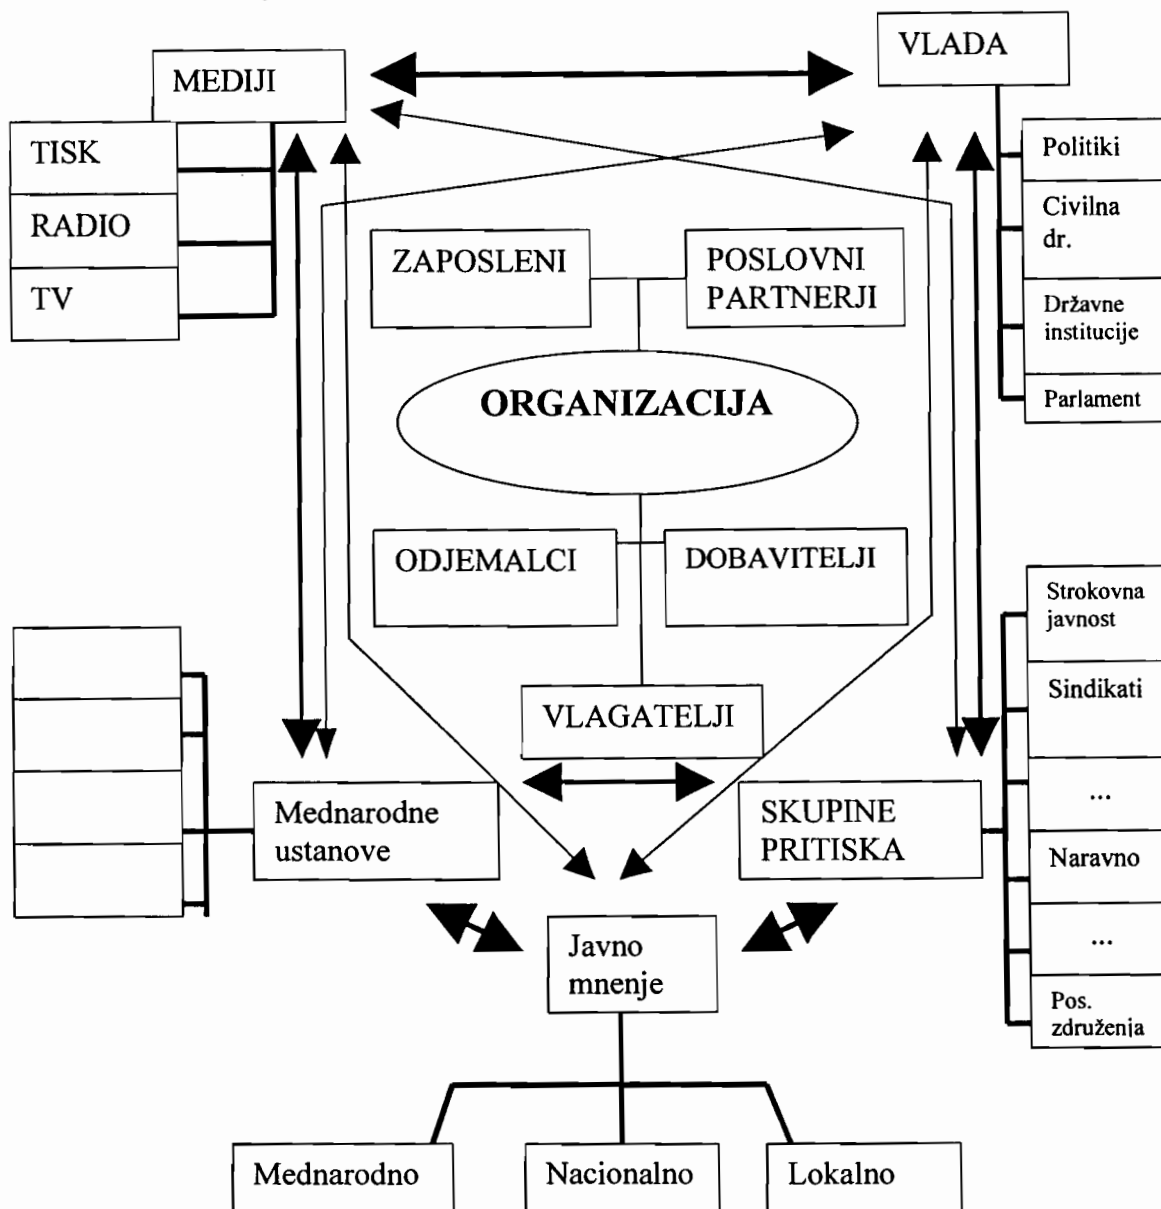 MEDIJI
VLADA
TISK
RADIO
TV
Politiki
Civilna
dr.
Državne
institucije
Parlament
ZAPOSLENI
POSLOVNI
PARTNERJI
ORGANIZACIJA
ODJEMALCI
DOBAVITELJI
VLAGATELJI
Mednarodne
ustanove
SKUPINE
PRITISKA
Strokovna
javnost
Sindikati
...
Naravno
...
Pos.
združenja
Javno
mnenje
Mednarodno
Nacionalno
Lokalno